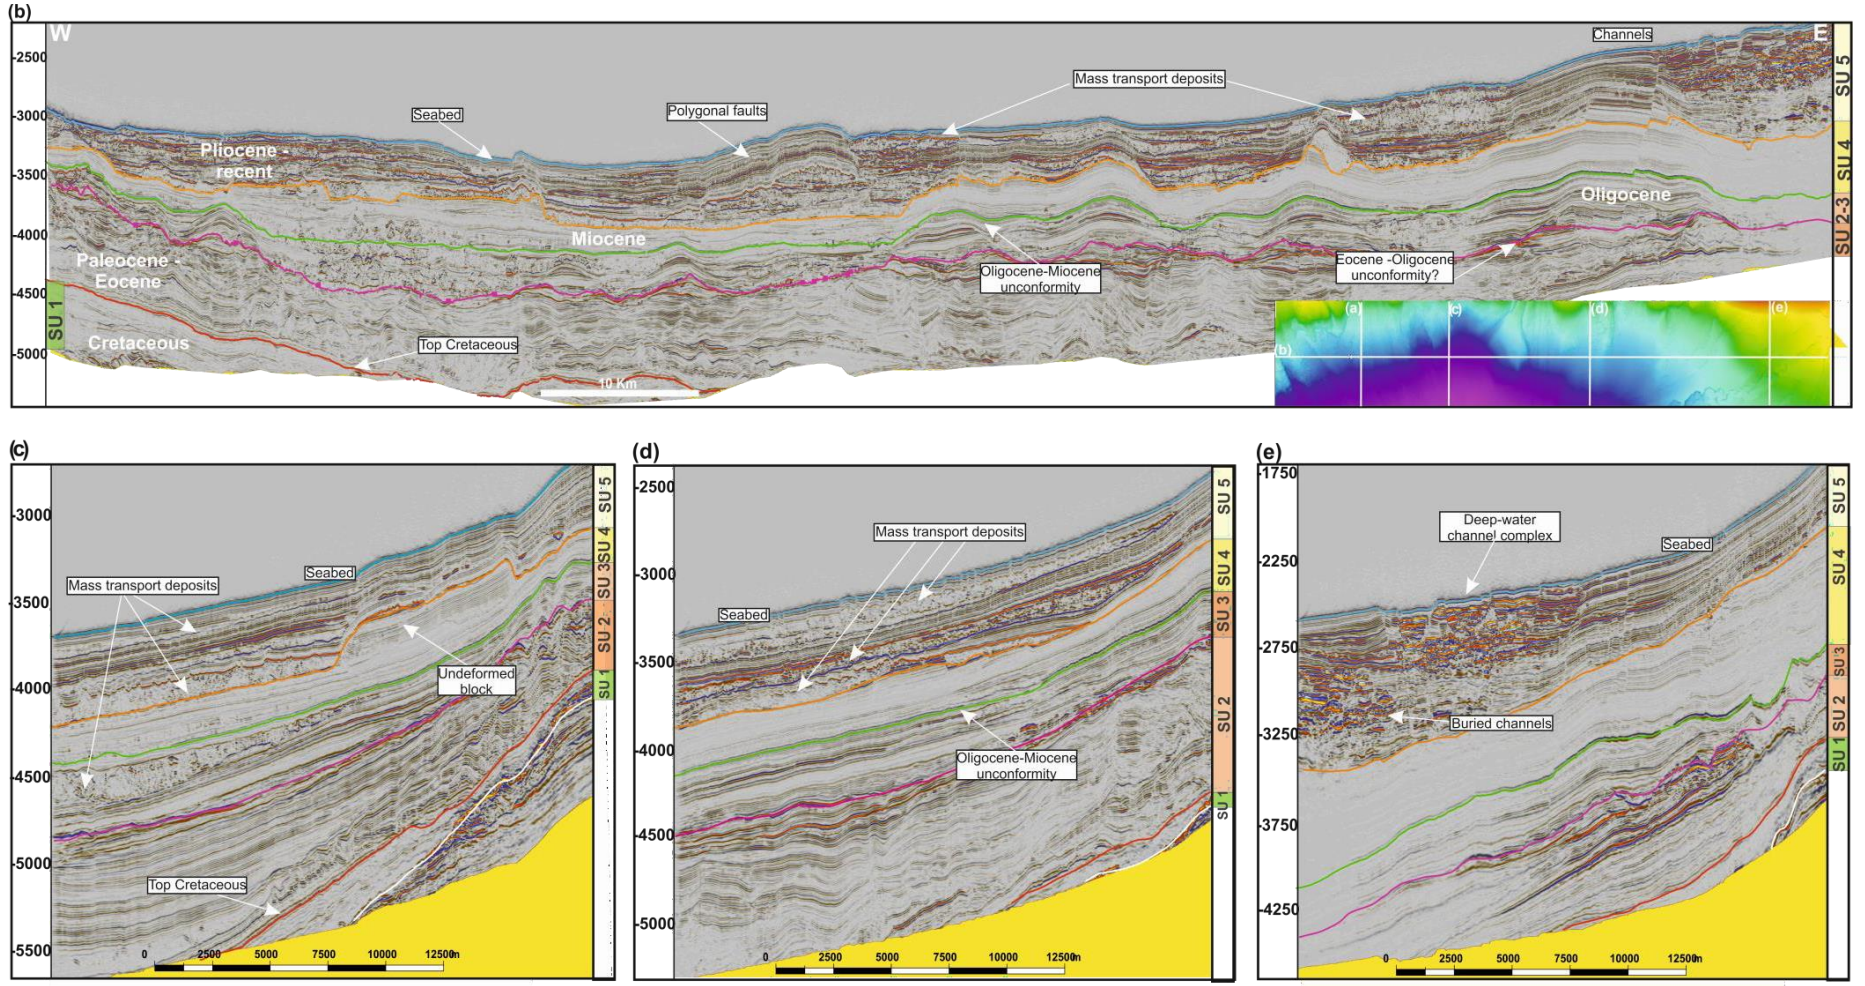 (b)
W
E
-2500
-3000
-3500
-4000
-4500
-5000
Channels
Mass transport deposits
Seabed
Polygonal faults
Pliocene -
recent
Miocene
Oligocene
Paleocene -
Eocene
Cretaceous
Oligocene-Miocene
unconformity
Eocene -Oligocene
unconformity?
Top Cretaceous
10 Km
SU 1
SU 5
SU 4
SU 2-3
(a)
(c)
(d)
(e)
(b)
(c)
-3000
-3500
-4000
-4500
-5000
-5500
Seabed
Mass transport deposits
Undeformed
block
Top Cretaceous
0 2500 5000 7500 10000 12500m
SU 5
SU 4
SU 3
SU 2
SU 1
(d)
-2500
-3000
-3500
-4000
-4500
-5000
Mass transport deposits
Seabed
Oligocene-Miocene
unconformity
0 2500 5000 7500 10000 12500m
SU 5
SU 4
SU 3
SU 2
SU 1
(e)
-1750
-2250
-2750
-3250
-3750
-4250
Deep-water
channel complex
Seabed
Buried channels
0 2500 5000 7500 10000 12500m
SU 5
SU 4
SU 3
SU 2
SU 1